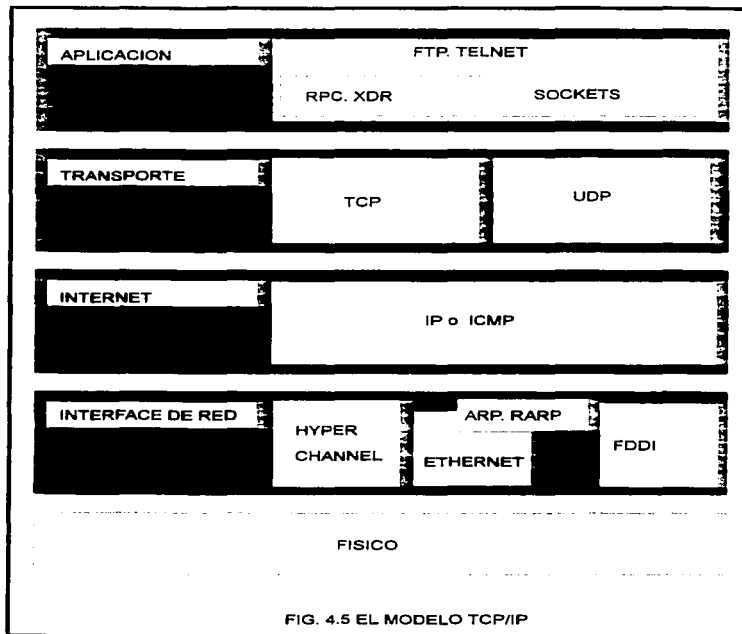 APLICACION
FTP. TELNET
RPC. XDR
SOCKETS
TRANSPORTE
TCP
UDP
INTERNET
IP o ICMP
INTERFACE DE RED
HYPER
CHANNEL
ARP. RARP
ETHERNET
FDDI
FISICO
FIG. 4.5 EL MODELO TCP/IP